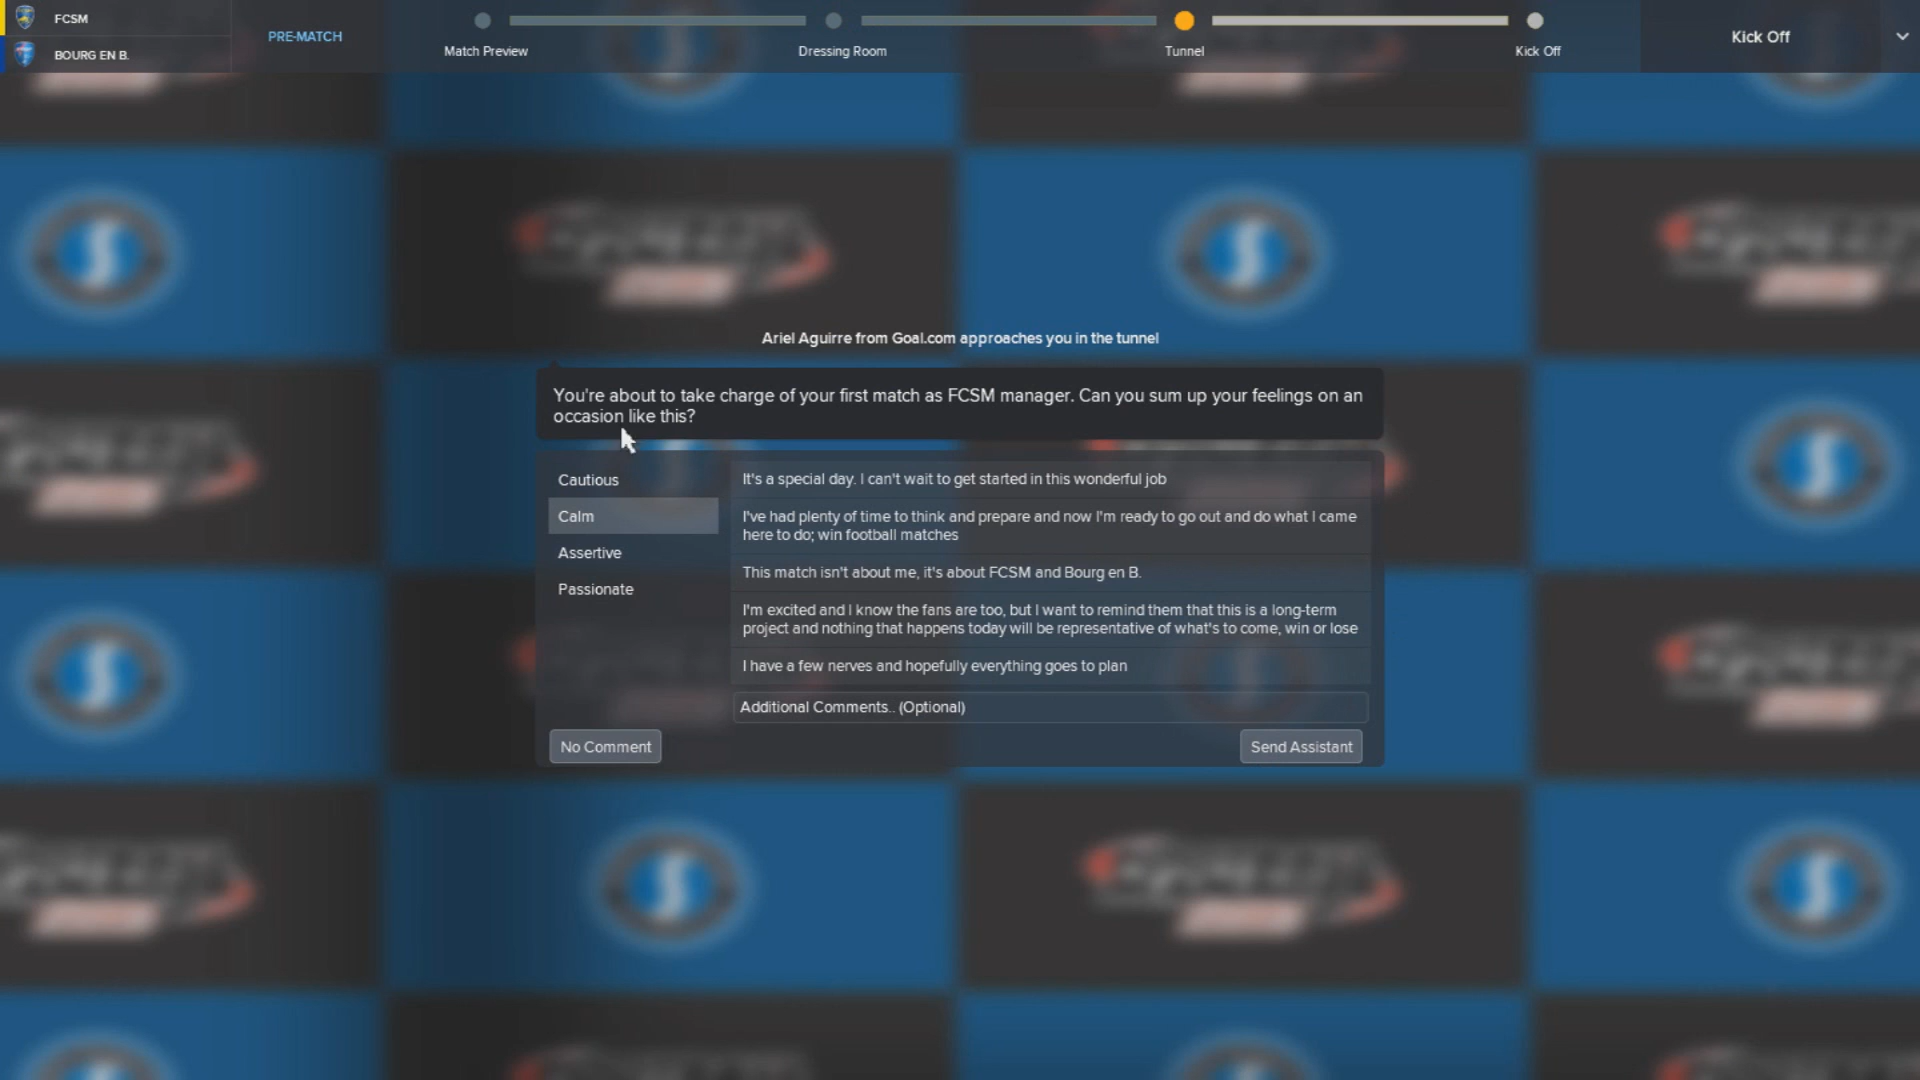 FCSM
BOURG EN B.
PRE-MATCH
Match Preview
Dressing Room
Tunnel
Kick Off
Kick Off
Ariel Aguirre from Goal.com approaches you in the tunnel
You're about to take charge of your first match as FCSM manager. Can you sum up your feelings on an
occasion like this?
Cautious
Calm
Assertive
Passionate
It's a special day. I can't wait to get started in this wonderful job
I've had plenty of time to think and prepare and now I'm ready to go out and do what I came
here to do; win football matches
This match isn't about me, it's about FCSM and Bourg en B.
I'm excited and I know the fans are too, but I want to remind them that this is a long-term
project and nothing that happens today will be representative of what's to come, win or lose
I have a few nerves and hopefully everything goes to plan
Additional Comments.. (Optional)
No Comment
Send Assistant